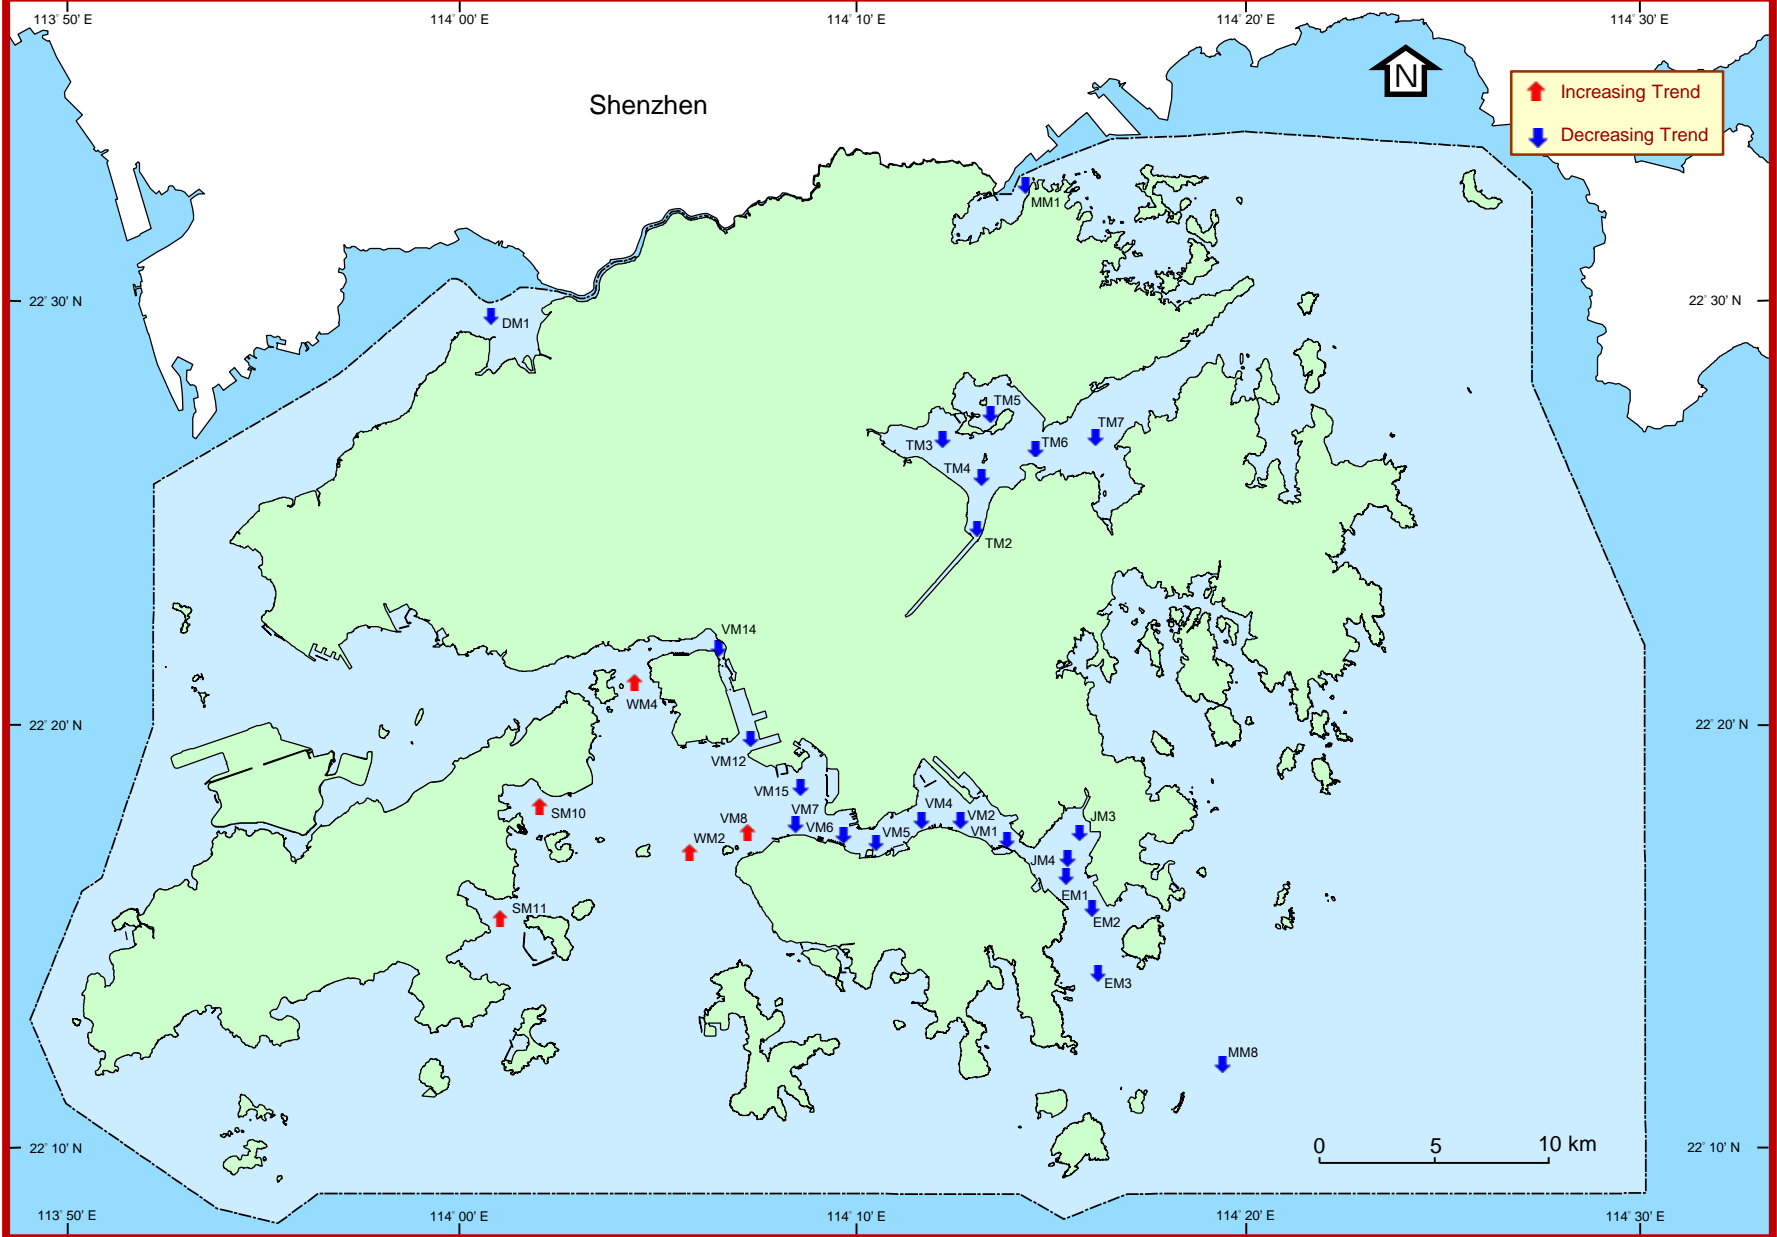 113° 50' E
114° 00' E
114° 10' E
114° 20' E
114° 30' E
N
Shenzhen
Increasing Trend
Decreasing Trend
MM1
22° 30' N
22° 30' N
DM1
TM5
TM7
TM3
TM6
TM4
TM2
VM14
WM4
22° 20' N
22° 20' N
VM12
VM15
SM10
VM7
VM4
VM2
JM3
VM8
VM6
VM5
VM1
WM2
JM4
EM1
SM11
EM2
EM3
MM8
22° 10' N
0
5
10 km
22° 10' N
113° 50' E
114° 00' E
114° 10' E
114° 20' E
114° 30' E